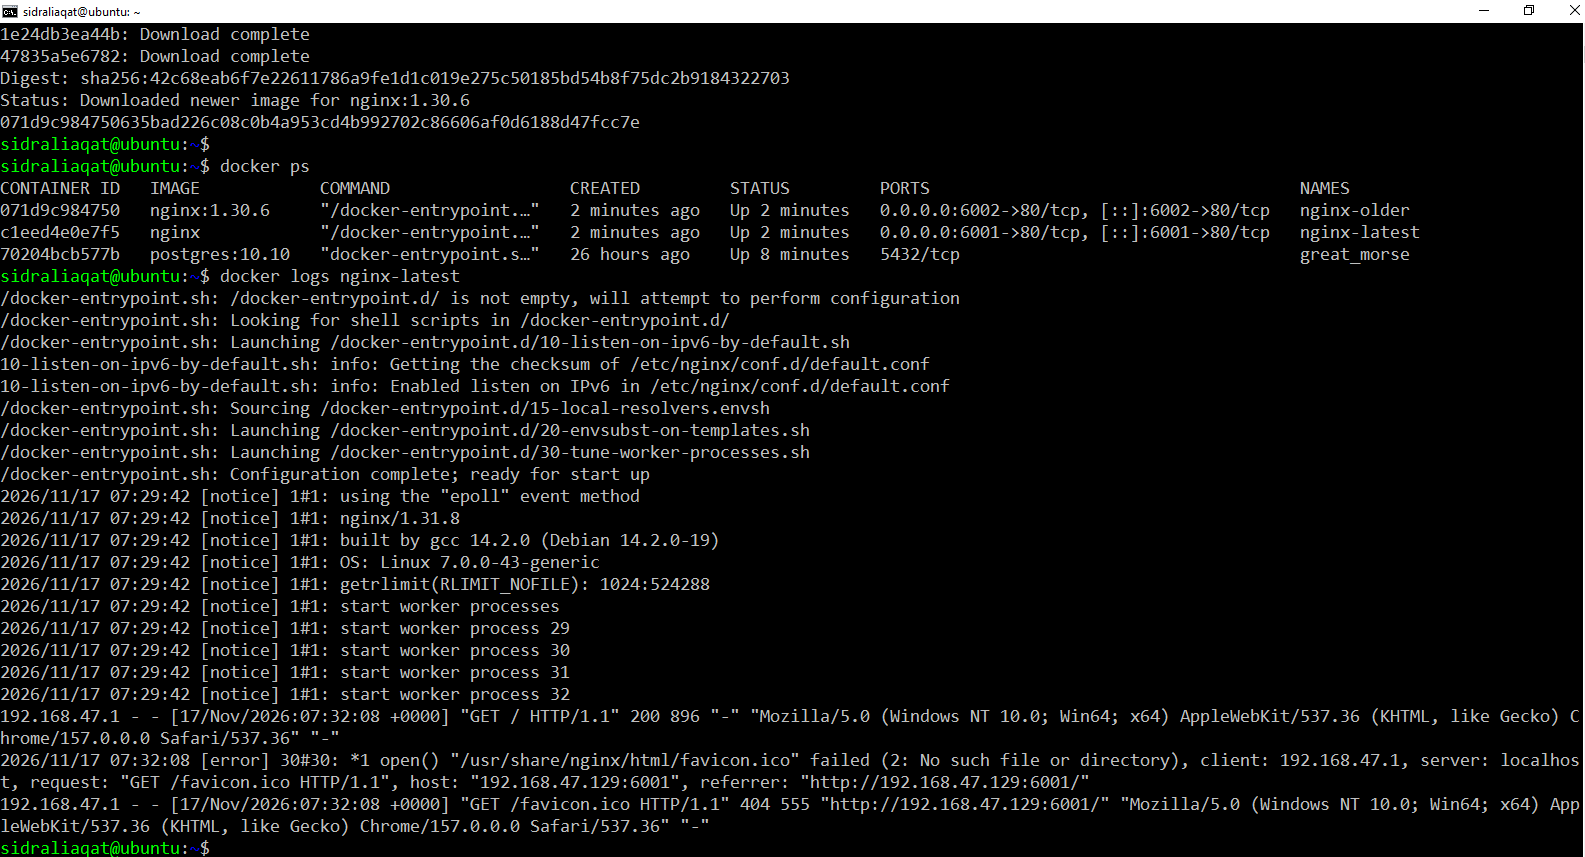 sidraliaqat@ubuntu: ~
1e24db3ea44b: Download complete
47835a5e6782: Download complete
Digest: sha256:42c68eab6f7e22611786a9fe1d1c019e275c50185bd54b8f75dc2b9184322703
Status: Downloaded newer image for nginx:1.30.6
071d9c984750635bad226c08c0b4a953cd4b992702c86606af0d6188d47fcc7e
sidraliaqat@ubuntu:~$
sidraliaqat@ubuntu:~$ docker ps
CONTAINER ID   IMAGE            COMMAND                  CREATED         STATUS         PORTS                                     NAMES
071d9c984750   nginx:1.30.6     "/docker-entrypoint.…"   2 minutes ago   Up 2 minutes   0.0.0.0:6002->80/tcp, [::]:6002->80/tcp   nginx-older
c1eed4e0e7f5   nginx            "/docker-entrypoint.…"   2 minutes ago   Up 2 minutes   0.0.0.0:6001->80/tcp, [::]:6001->80/tcp   nginx-latest
70204bcb577b   postgres:10.10   "docker-entrypoint.s…"   26 hours ago    Up 8 minutes   5432/tcp                                  great_morse
sidraliaqat@ubuntu:~$ docker logs nginx-latest
/docker-entrypoint.sh: /docker-entrypoint.d/ is not empty, will attempt to perform configuration
/docker-entrypoint.sh: Looking for shell scripts in /docker-entrypoint.d/
/docker-entrypoint.sh: Launching /docker-entrypoint.d/10-listen-on-ipv6-by-default.sh
10-listen-on-ipv6-by-default.sh: info: Getting the checksum of /etc/nginx/conf.d/default.conf
10-listen-on-ipv6-by-default.sh: info: Enabled listen on IPv6 in /etc/nginx/conf.d/default.conf
/docker-entrypoint.sh: Sourcing /docker-entrypoint.d/15-local-resolvers.envsh
/docker-entrypoint.sh: Launching /docker-entrypoint.d/20-envsubst-on-templates.sh
/docker-entrypoint.sh: Launching /docker-entrypoint.d/30-tune-worker-processes.sh
/docker-entrypoint.sh: Configuration complete; ready for start up
2026/11/17 07:29:42 [notice] 1#1: using the "epoll" event method
2026/11/17 07:29:42 [notice] 1#1: nginx/1.31.8
2026/11/17 07:29:42 [notice] 1#1: built by gcc 14.2.0 (Debian 14.2.0-19)
2026/11/17 07:29:42 [notice] 1#1: OS: Linux 7.0.0-43-generic
2026/11/17 07:29:42 [notice] 1#1: getrlimit(RLIMIT_NOFILE): 1024:524288
2026/11/17 07:29:42 [notice] 1#1: start worker processes
2026/11/17 07:29:42 [notice] 1#1: start worker process 29
2026/11/17 07:29:42 [notice] 1#1: start worker process 30
2026/11/17 07:29:42 [notice] 1#1: start worker process 31
2026/11/17 07:29:42 [notice] 1#1: start worker process 32
192.168.47.1 - - [17/Nov/2026:07:32:08 +0000] "GET / HTTP/1.1" 200 896 "-" "Mozilla/5.0 (Windows NT 10.0; Win64; x64) AppleWebKit/537.36 (KHTML, like Gecko) C
hrome/157.0.0.0 Safari/537.36" "-"
2026/11/17 07:32:08 [error] 30#30: *1 open() "/usr/share/nginx/html/favicon.ico" failed (2: No such file or directory), client: 192.168.47.1, server: localhos
t, request: "GET /favicon.ico HTTP/1.1", host: "192.168.47.129:6001", referrer: "http://192.168.47.129:6001/"
192.168.47.1 - - [17/Nov/2026:07:32:08 +0000] "GET /favicon.ico HTTP/1.1" 404 555 "http://192.168.47.129:6001/" "Mozilla/5.0 (Windows NT 10.0; Win64; x64) App
leWebKit/537.36 (KHTML, like Gecko) Chrome/157.0.0.0 Safari/537.36" "-"
sidraliaqat@ubuntu:~$